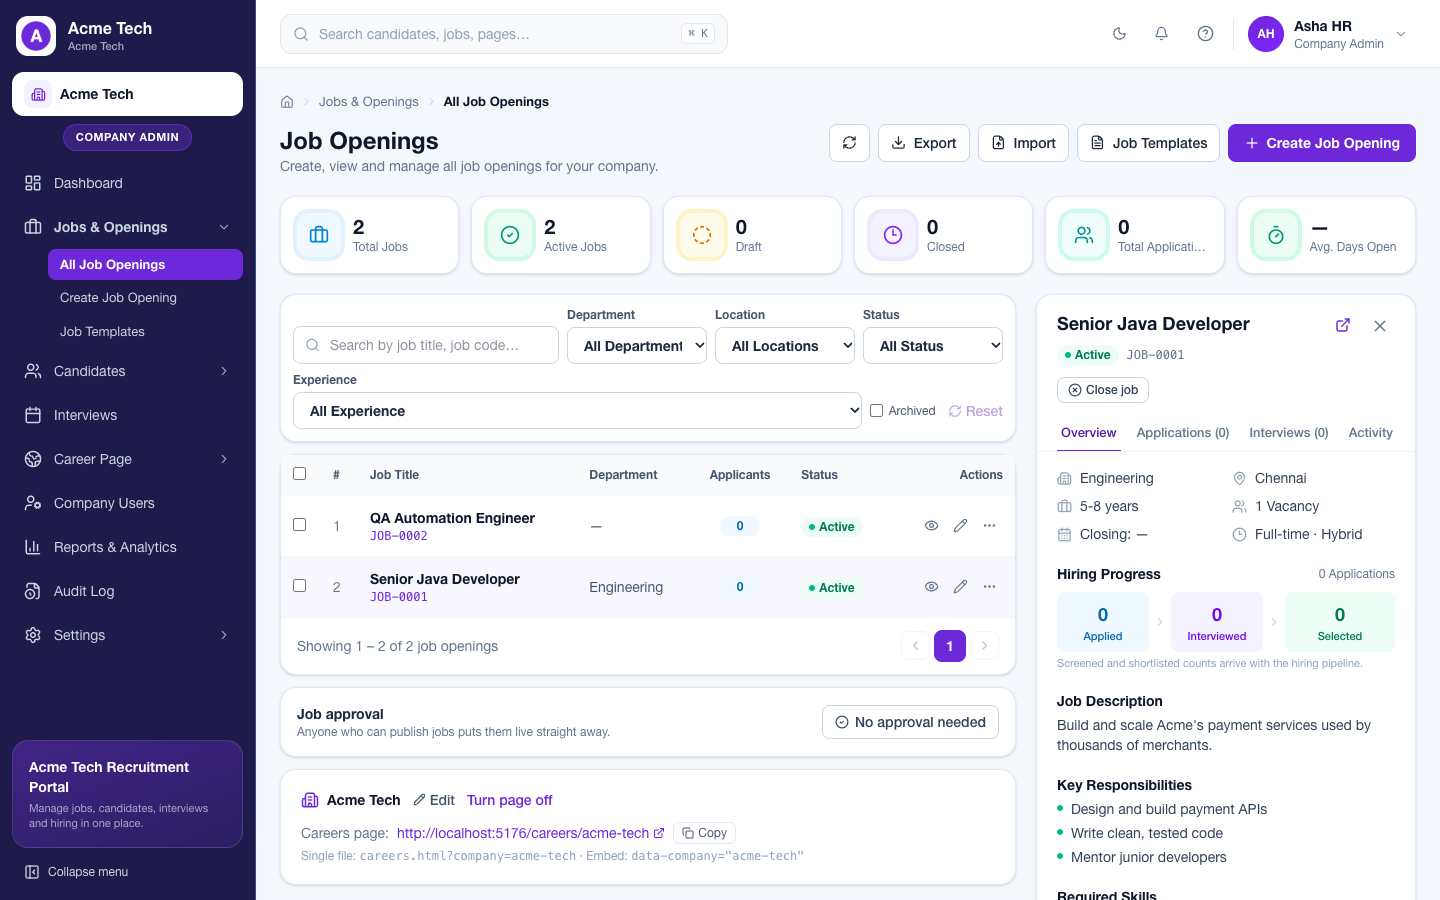 A
Acme Tech
Acme Tech
Acme Tech
COMPANY ADMIN
Dashboard
Jobs & Openings
All Job Openings
Create Job Opening
Job Templates
Candidates
Interviews
Career Page
Company Users
Reports & Analytics
Audit Log
Settings
Acme Tech Recruitment
Portal
Manage jobs, candidates, interviews
and hiring in one place.
Collapse menu
Search candidates, jobs, pages...
⌘ K
AH
Asha HR
Company Admin
Jobs & Openings
All Job Openings
Job Openings
Create, view and manage all job openings for your company.
Export
Import
Job Templates
Create Job Opening
2
Total Jobs
2
Active Jobs
0
Draft
0
Closed
0
Total Applicati...
—
Avg. Days Open
Search by job title, job code...
Department
All Department
Location
All Locations
Status
All Status
Experience
All Experience
Archived
Reset
# Job Title Department Applicants Status Actions
1 QA Automation Engineer — 0 Active
JOB-0002
2 Senior Java Developer Engineering 0 Active
JOB-0001
Showing 1 – 2 of 2 job openings
1
Job approval
Anyone who can publish jobs puts them live straight away.
No approval needed
Acme Tech Edit Turn page off
Careers page: http://localhost:5176/careers/acme-tech Copy
Single file: careers.html?company=acme-tech · Embed: data-company="acme-tech"
Senior Java Developer
Active JOB-0001
Close job
Overview Applications (0) Interviews (0) Activity
Engineering Chennai
5-8 years 1 Vacancy
Closing: — Full-time · Hybrid
Hiring Progress 0 Applications
0
Applied
0
Interviewed
0
Selected
Screened and shortlisted counts arrive with the hiring pipeline.
Job Description
Build and scale Acme's payment services used by
thousands of merchants.
Key Responsibilities
Design and build payment APIs
Write clean, tested code
Mentor junior developers
Required Skills